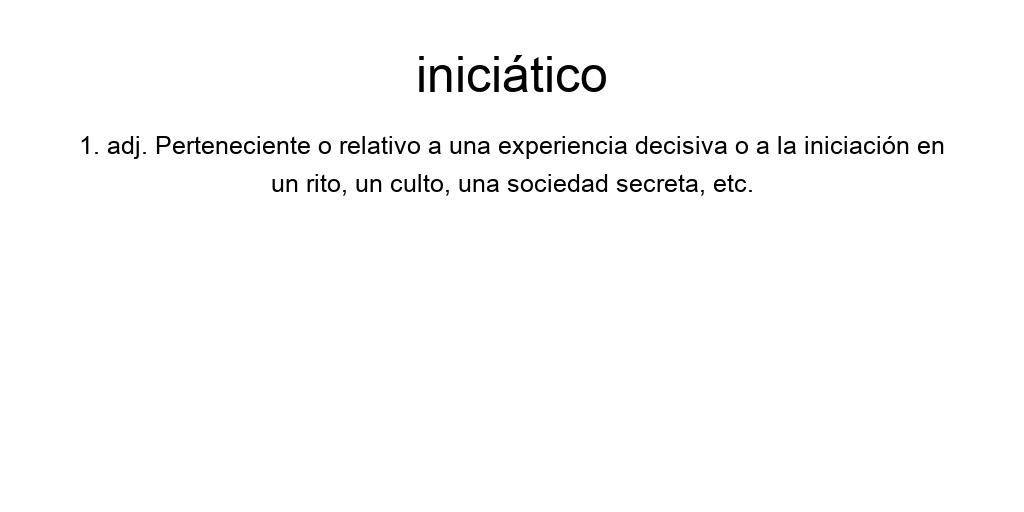 iniciático
1. adj. Perteneciente o relativo a una experiencia decisiva o a la iniciación en
un rito, un culto, una sociedad secreta, etc.